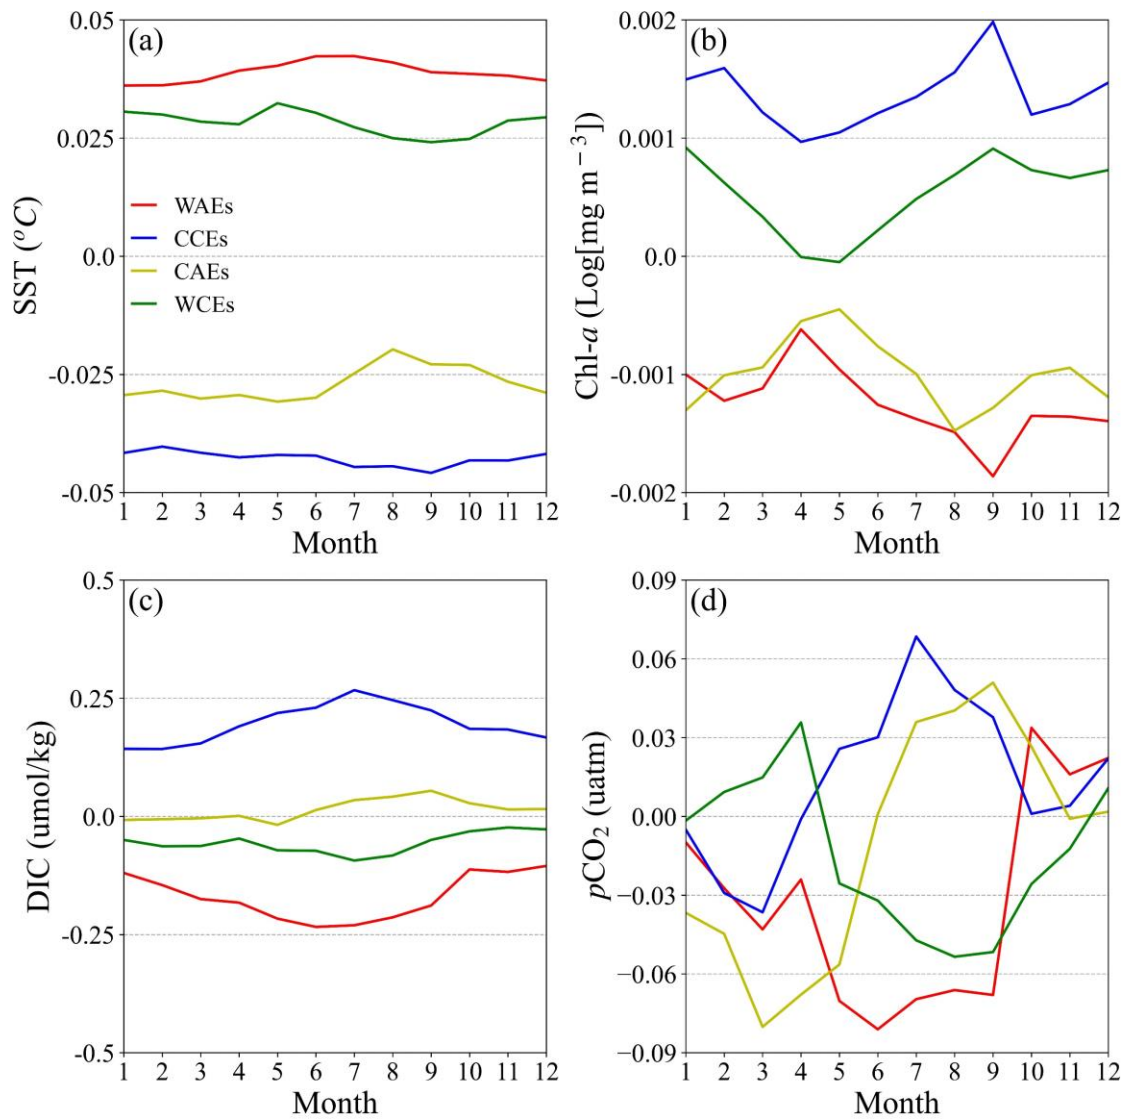 (a)
SST (°C)
0.05
0.025
0.0
-0.025
-0.05
WAEs
CCEs
CAEs
WCEs
1 2 3 4 5 6 7 8 9 10 11 12
Month
(b)
Chl-a (Log[mg m⁻³])
0.002
0.001
0.0
-0.001
-0.002
1 2 3 4 5 6 7 8 9 10 11 12
Month
(c)
DIC (umol/kg)
0.5
0.25
0.0
-0.25
-0.5
1 2 3 4 5 6 7 8 9 10 11 12
Month
(d)
pCO₂ (uatm)
0.09
0.06
0.03
0.00
−0.03
−0.06
−0.09
1 2 3 4 5 6 7 8 9 10 11 12
Month